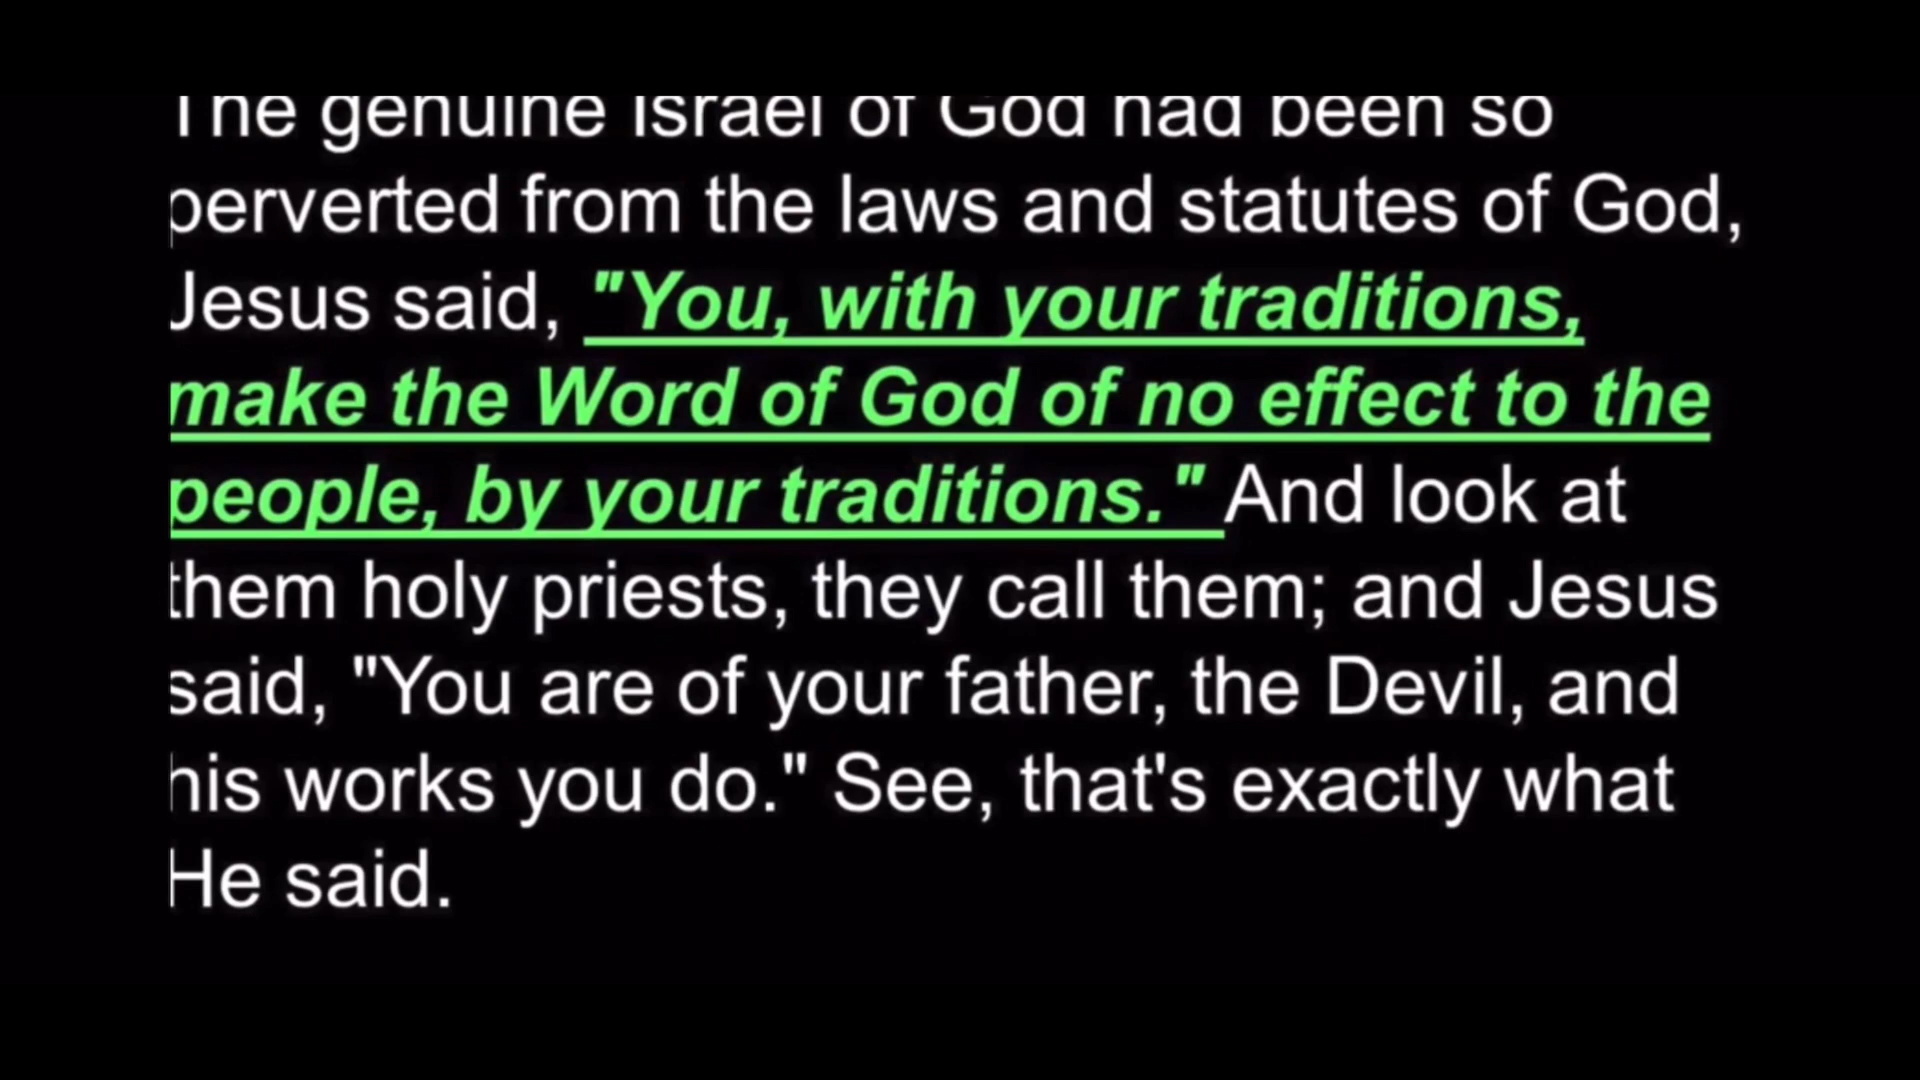 The genuine Israel of God had been so
perverted from the laws and statutes of God,
Jesus said, "You, with your traditions,
make the Word of God of no effect to the
people, by your traditions." And look at
them holy priests, they call them; and Jesus
said, "You are of your father, the Devil, and
his works you do." See, that's exactly what
He said.